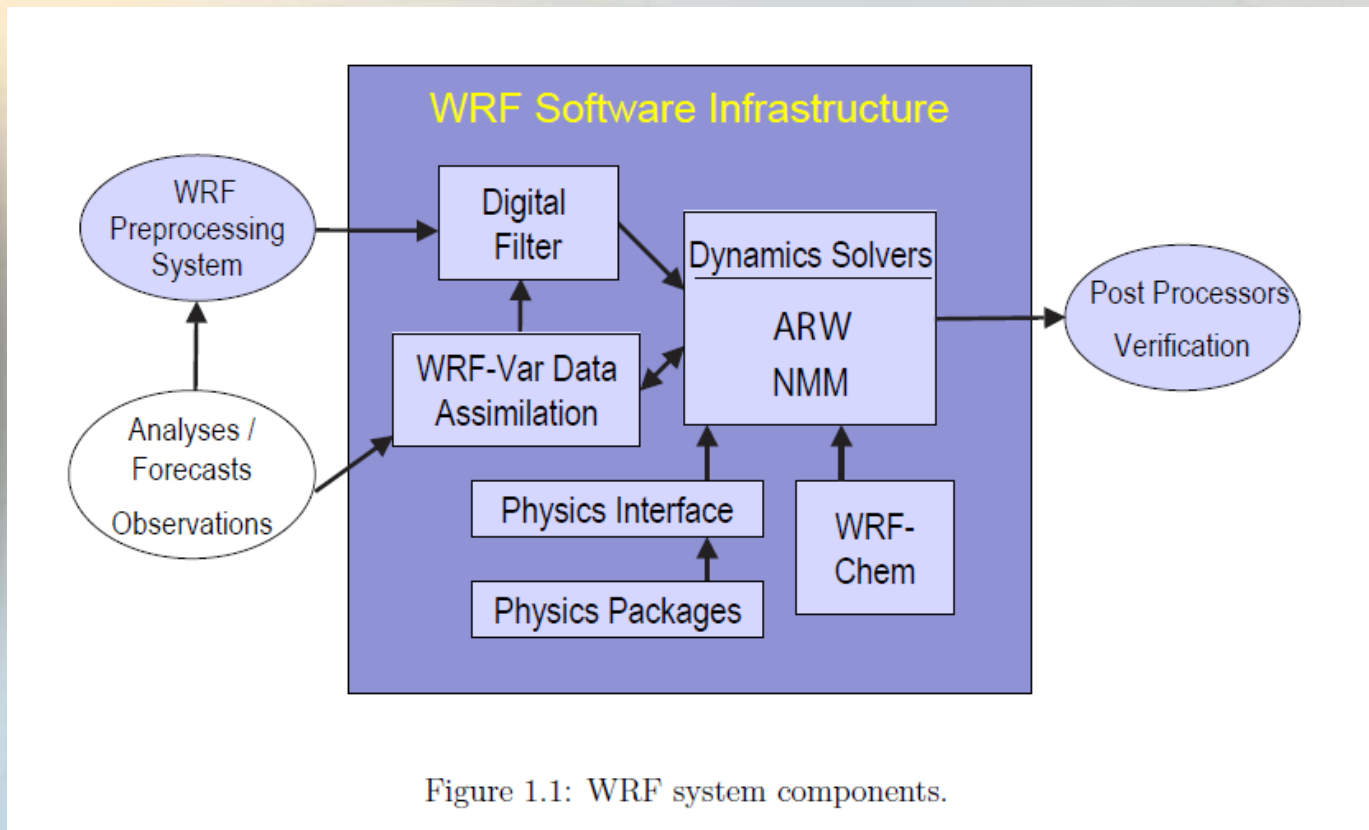 WRF Software Infrastructure
WRF
Preprocessing
System
Digital
Filter
Dynamics Solvers
ARW
NMM
Post Processors
Verification
WRF-Var Data
Assimilation
Analyses /
Forecasts
Observations
Physics Interface
WRF-
Chem
Physics Packages
Figure 1.1: WRF system components.